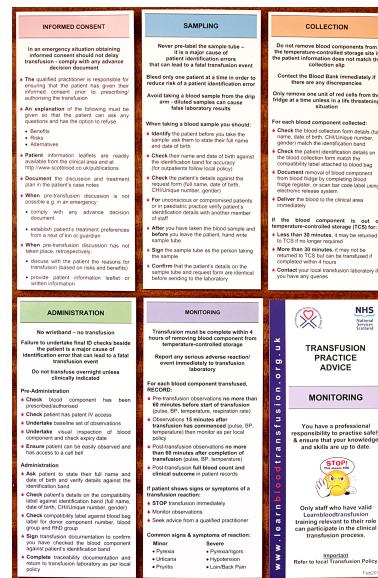 INFORMED CONSENT
In an emergency situation obtaining
informed consent should not delay
transfusion - comply with any advance
decision document
The qualified practitioner is responsible for
ensuring that the patient has given their
informed consent prior to prescribing/
authorising the transfusion
An explanation of the following must be
given so that the patient can ask any
questions and has the option to refuse
• Benefits
• Risks
• Alternatives
Patient information leaflets are readily
available from the clinical area and at
http://www.scotblood.co.uk/publications
Document the discussion and treatment
plan in the patient's case notes
When pre-transfusion discussion is not
possible e.g. in an emergency
• comply with any advance decision
document
• establish patient's treatment preferences
from a next of kin or guardian
When pre-transfusion discussion has not
taken place, retrospectively:
• discuss with the patient the reasons for
transfusion (based on risks and benefits)
• provide patient information leaflet or
written information
SAMPLING
Never pre-label the sample tube –
it is a major cause of
patient identification errors
that can lead to a fatal transfusion event
Bleed only one patient at a time in order to
reduce risk of a patient identification error
Avoid taking a blood sample from the drip
arm - diluted samples can cause
false laboratory results
When taking a blood sample you should:
Identify the patient before you take the
sample: ask them to state their full name
and date of birth
Check their name and date of birth against
the identification band for accuracy
(for outpatients follow local policy)
Check the patient's details against the
request form (full name, date of birth,
CHI/Unique number, gender)
For unconscious or compromised patients
or in paediatric practice verify patient's
identification details with another member
of staff
After you have taken the blood sample and
before you leave the patient, hand write
sample tube
Sign the sample tube as the person taking
the sample
Confirm that the patient's details on the
sample tube and request form are identical
before sending to the laboratory
COLLECTION
Do not remove blood components from
the temperature-controlled storage site if
the patient information does not match the
collection slip
Contact the Blood Bank immediately if
there are any discrepancies
Only remove one unit of red cells from the
fridge at a time unless in a life threatening
situation
For each blood component collected:
Check the blood collection form details (full
name, date of birth, CHI/Unique number,
gender) match the identification band
Check the patient identification details on
the blood collection form match the
compatibility label attached to blood bag
Document removal of blood component
from blood fridge by completing blood
fridge register, or scan bar code label using
electronic release system
Deliver the blood to the clinical area
immediately
If the blood component is out of
temperature-controlled storage (TCS) for:
Less than 30 mins, it may be returned
to TCS if no longer required
More than 30 mins, it may not be
returned to TCS but can be transfused if
completed within 4 hours
Contact your local transfusion laboratory if
you have any queries
ADMINISTRATION
No wristband – no transfusion
Failure to undertake final ID checks beside
the patient is a major cause of
identification error that can lead to a fatal
transfusion event
Do not transfuse overnight unless
clinically indicated
Pre-Administration
Check blood component has been
prescribed/authorised
Check patient has patent IV access
Undertake baseline set of observations
Undertake visual inspection of blood
component and check expiry date
Ensure patient can be easily observed and
has access to a call bell
Administration
Ask patient to state their full name and
date of birth and verify details against the
identification band
Check patient's details on the compatibility
label against identification band (full name,
date of birth, CHI/Unique number, gender)
Check compatibility label against blood bag
label for donor component number, blood
group and RhD group
Sign transfusion documentation to confirm
you have checked the blood component
against patient's identification band
Complete traceability documentation and
return to transfusion laboratory as per local
policy
MONITORING
Transfusion must be complete within 4
hours of removing blood component from
temperature-controlled storage
Report any serious adverse reaction/
event immediately to transfusion
laboratory
For each blood component transfused,
RECORD:
Pre-transfusion observations no more than
60 minutes before start of transfusion
(pulse, BP, temperature, respiration rate)
Observations 15 minutes after
transfusion has commenced (pulse, BP,
temperature) then monitor as per local
policy
Post-transfusion observations no more
than 60 minutes after completion of
transfusion (pulse, BP, temperature)
Post-transfusion full blood count and
clinical outcome in patient records
If patient shows signs or symptoms of a
transfusion reaction:
STOP transfusion immediately
Monitor observations
Seek advice from a qualified practitioner
Common signs & symptoms of reaction:
Minor Severe
• Pyrexia • Pyrexia/rigors
• Urticaria • Hypotension
• Pruritis • Loin/Back Pain
www.learnbloodtransfusion.org.uk
NHS
National
Services
Scotland
TRANSFUSION
PRACTICE
ADVICE
MONITORING
You have a professional
responsibility to practise safely
& ensure that your knowledge
and skills are up to date.
STOP!
Only staff who have valid
Learnbloodtransfusion
training relevant to their role
can participate in the clinical
transfusion process.
Important
Refer to local Transfusion Policy